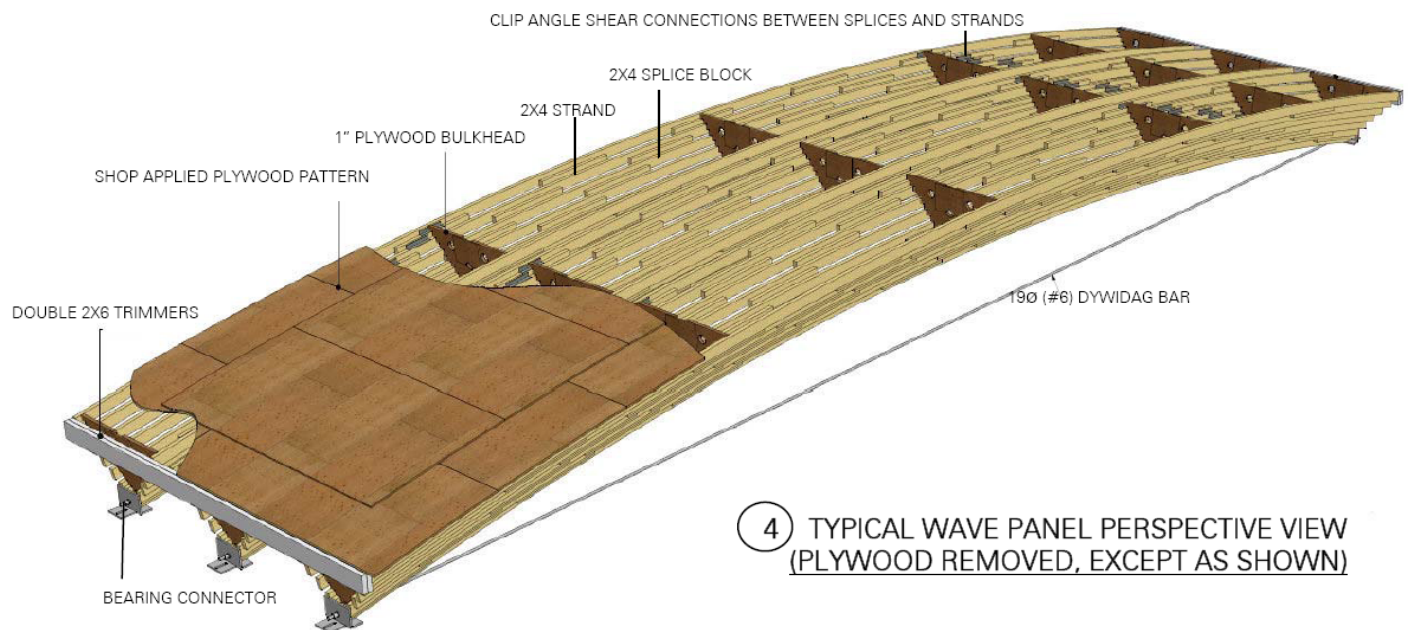 CLIP ANGLE SHEAR CONNECTIONS BETWEEN SPLICES AND STRANDS
2X4 SPLICE BLOCK
2X4 STRAND
1" PLYWOOD BULKHEAD
SHOP APPLIED PLYWOOD PATTERN
DOUBLE 2X6 TRIMMERS
19Ø (#6) DYWIDAG BAR
BEARING CONNECTOR
4 TYPICAL WAVE PANEL PERSPECTIVE VIEW
(PLYWOOD REMOVED, EXCEPT AS SHOWN)